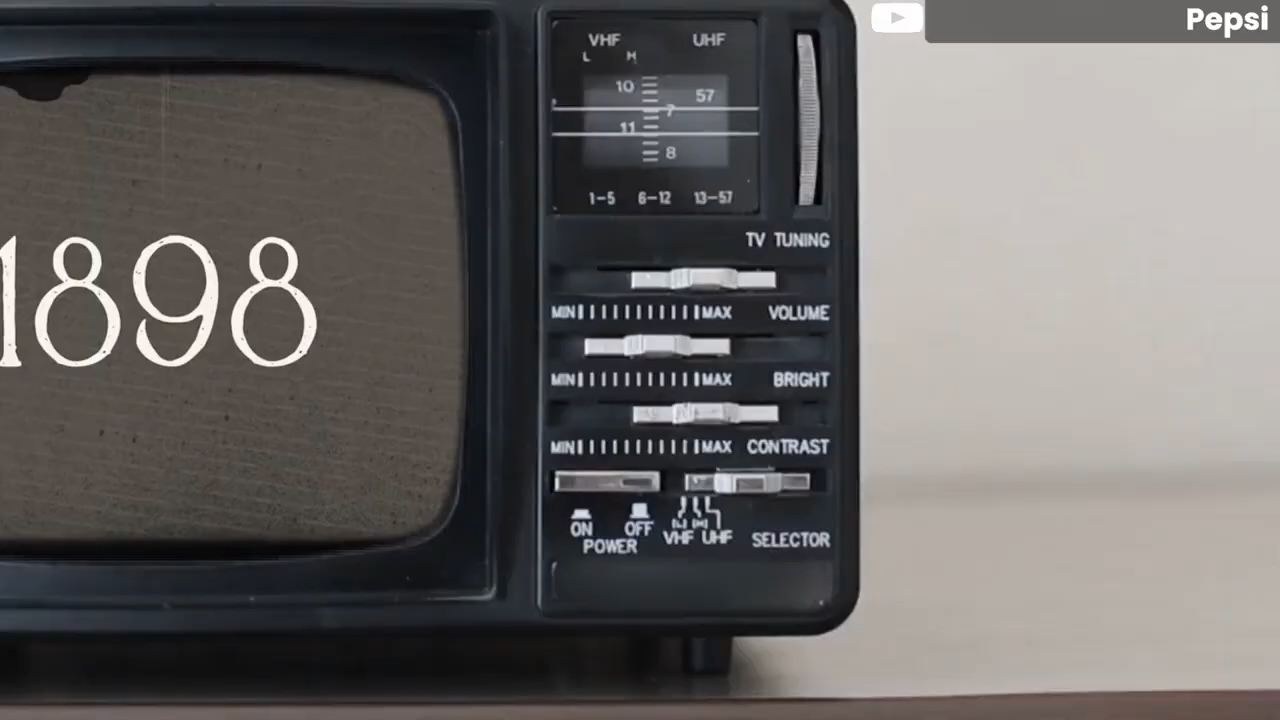 Pepsi
VHF UHF
L H
10
57
7
11
8
1-5 6-12 13-57
TV TUNING
1898
MIN MAX VOLUME
MIN MAX BRIGHT
MIN MAX CONTRAST
ON OFF
POWER
VHF UHF
SELECTOR